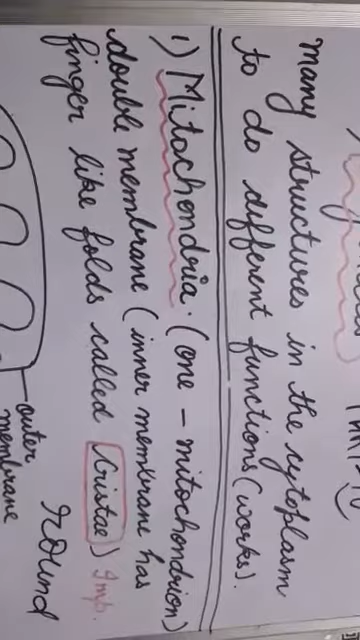 many structures in the cytoplasm
to do different functions (works).
1) Mitochondria. (one - mitochondrion)
double membrane (inner membrane has
finger like folds called Cristae) Imp.
round
outer
membrane